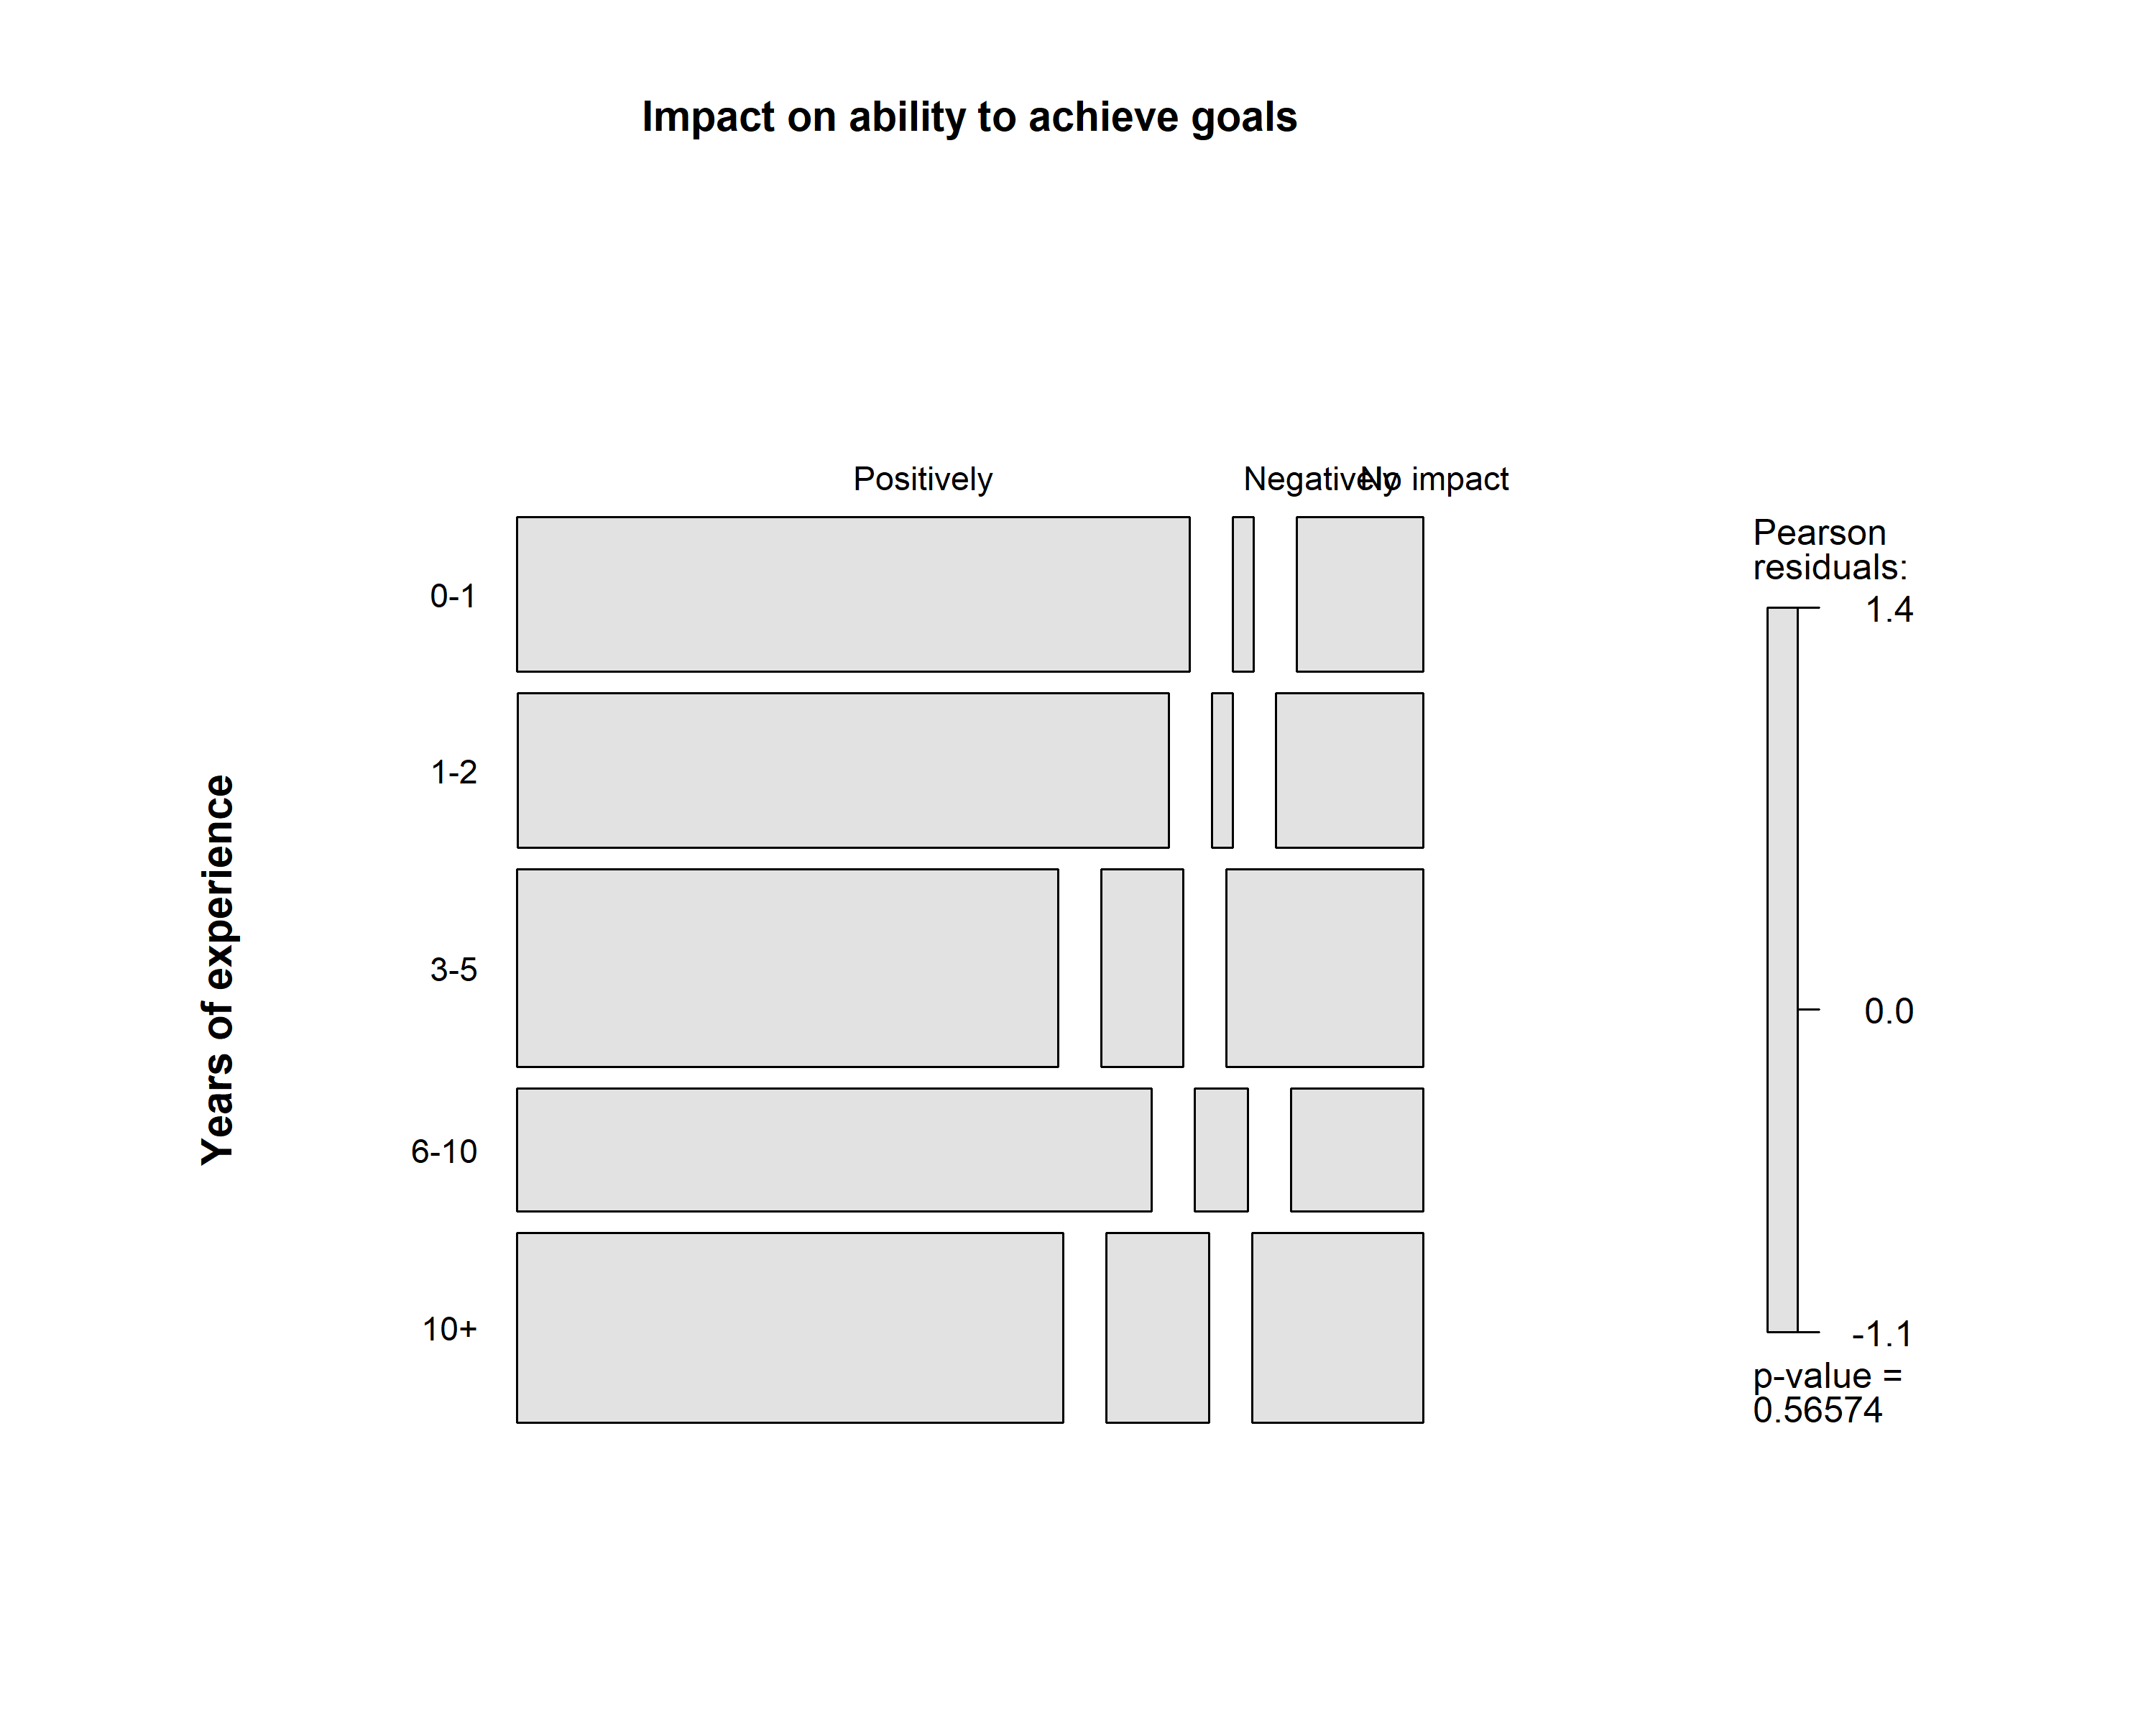 Impact on ability to achieve goals
Positively
Negatively
No impact
Years of experience
0-1
1-2
3-5
6-10
10+
Pearson
residuals:
1.4
0.0
-1.1
p-value =
0.56574